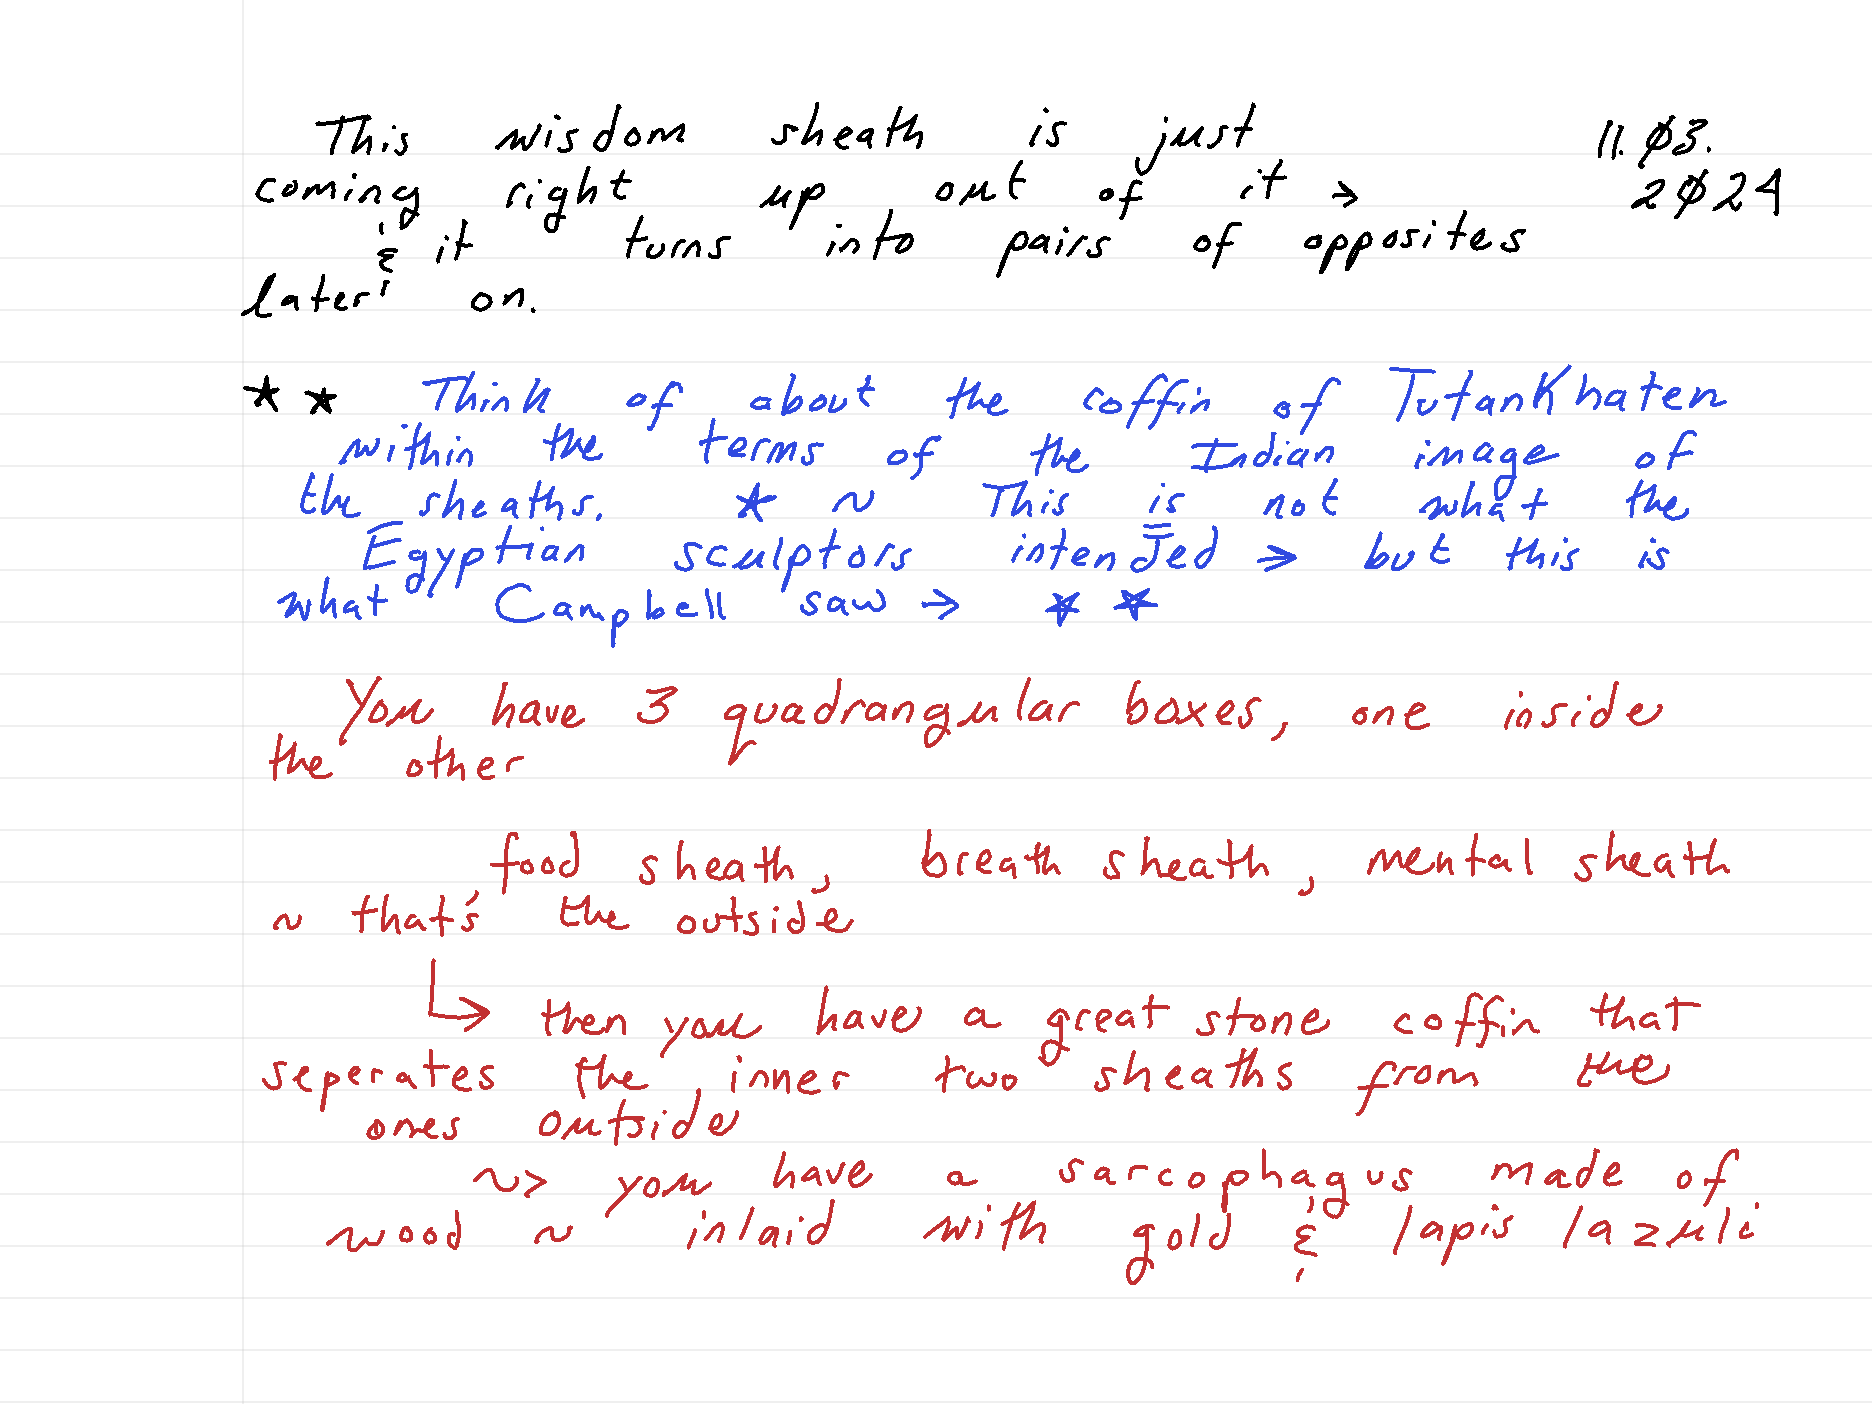 This wisdom sheath is just 11.Ø3.
coming right up out of it → 2Ø24
& it turns into pairs of opposites
later on.
★ ★ Think of about the coffin of TutanKhaten
within the terms of the Indian image of
the sheaths. ★ ~ This is not what the
Egyptian sculptors intended → but this is
what Campbell saw → ★ ★
You have 3 quadrangular boxes, one inside
the other
food sheath, breath sheath, mental sheath
~ that's the outside
↳ then you have a great stone coffin that
seperates the inner two sheaths from the
ones outside
~> you have a sarcophagus made of
wood ~ inlaid with gold & lapis lazuli